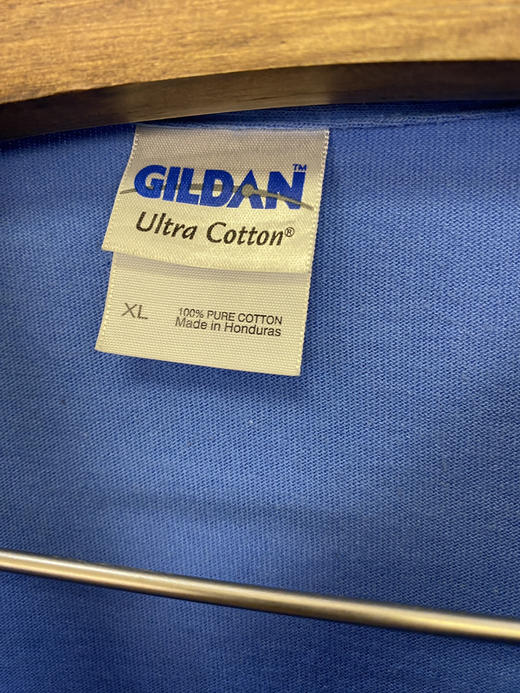 GILDAN™
Ultra Cotton®
XL
100% PURE COTTON
Made in Honduras